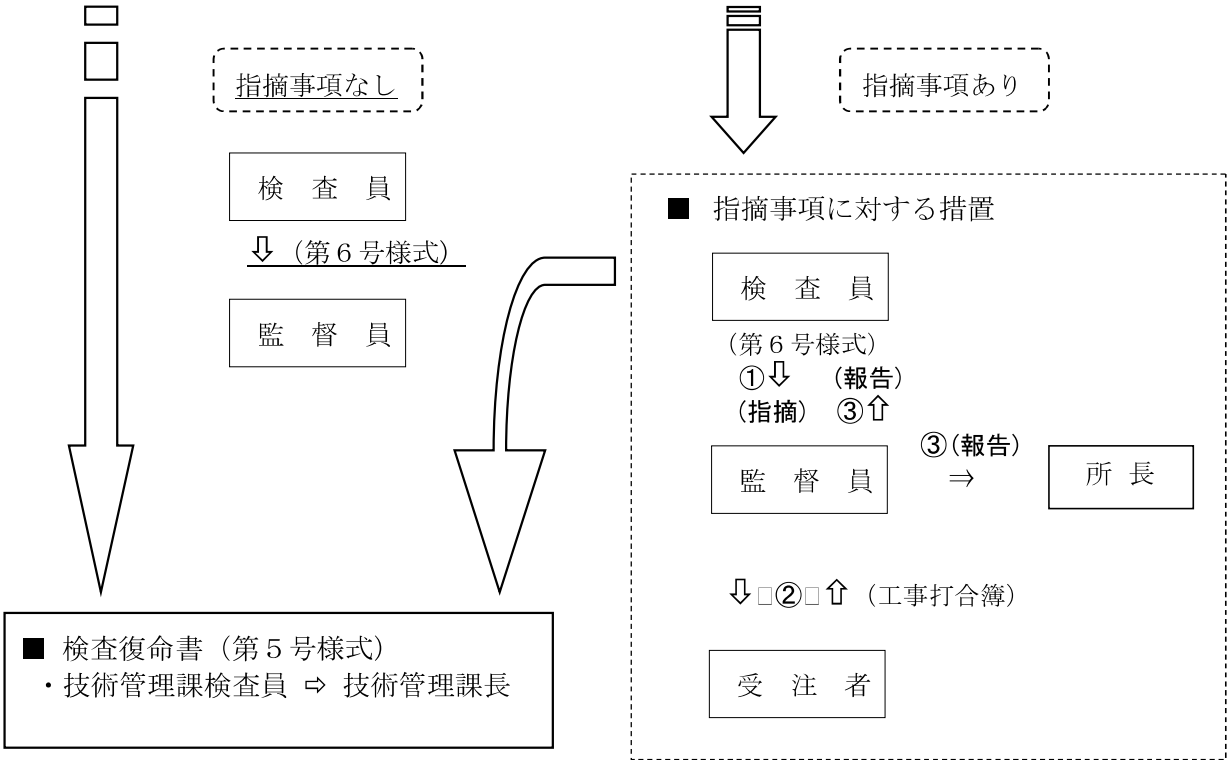 指摘事項なし
検 査 員
⇩（第６号様式）
監 督 員
指摘事項あり
■ 指摘事項に対する措置
検 査 員
（第６号様式）
①⇩ （報告）
（指摘） ③⇧
監 督 員
③（報告）
⇒
所 長
⇩□②□⇧（工事打合簿）
受 注 者
■ 検査復命書（第５号様式）
・技術管理課検査員 ⇨ 技術管理課長